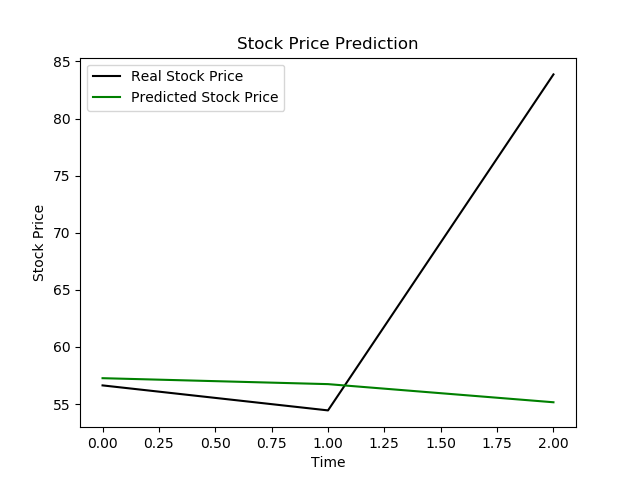 Stock Price Prediction
Real Stock Price
Predicted Stock Price
Stock Price
85
80
75
70
65
60
55
0.00 0.25 0.50 0.75 1.00 1.25 1.50 1.75 2.00
Time